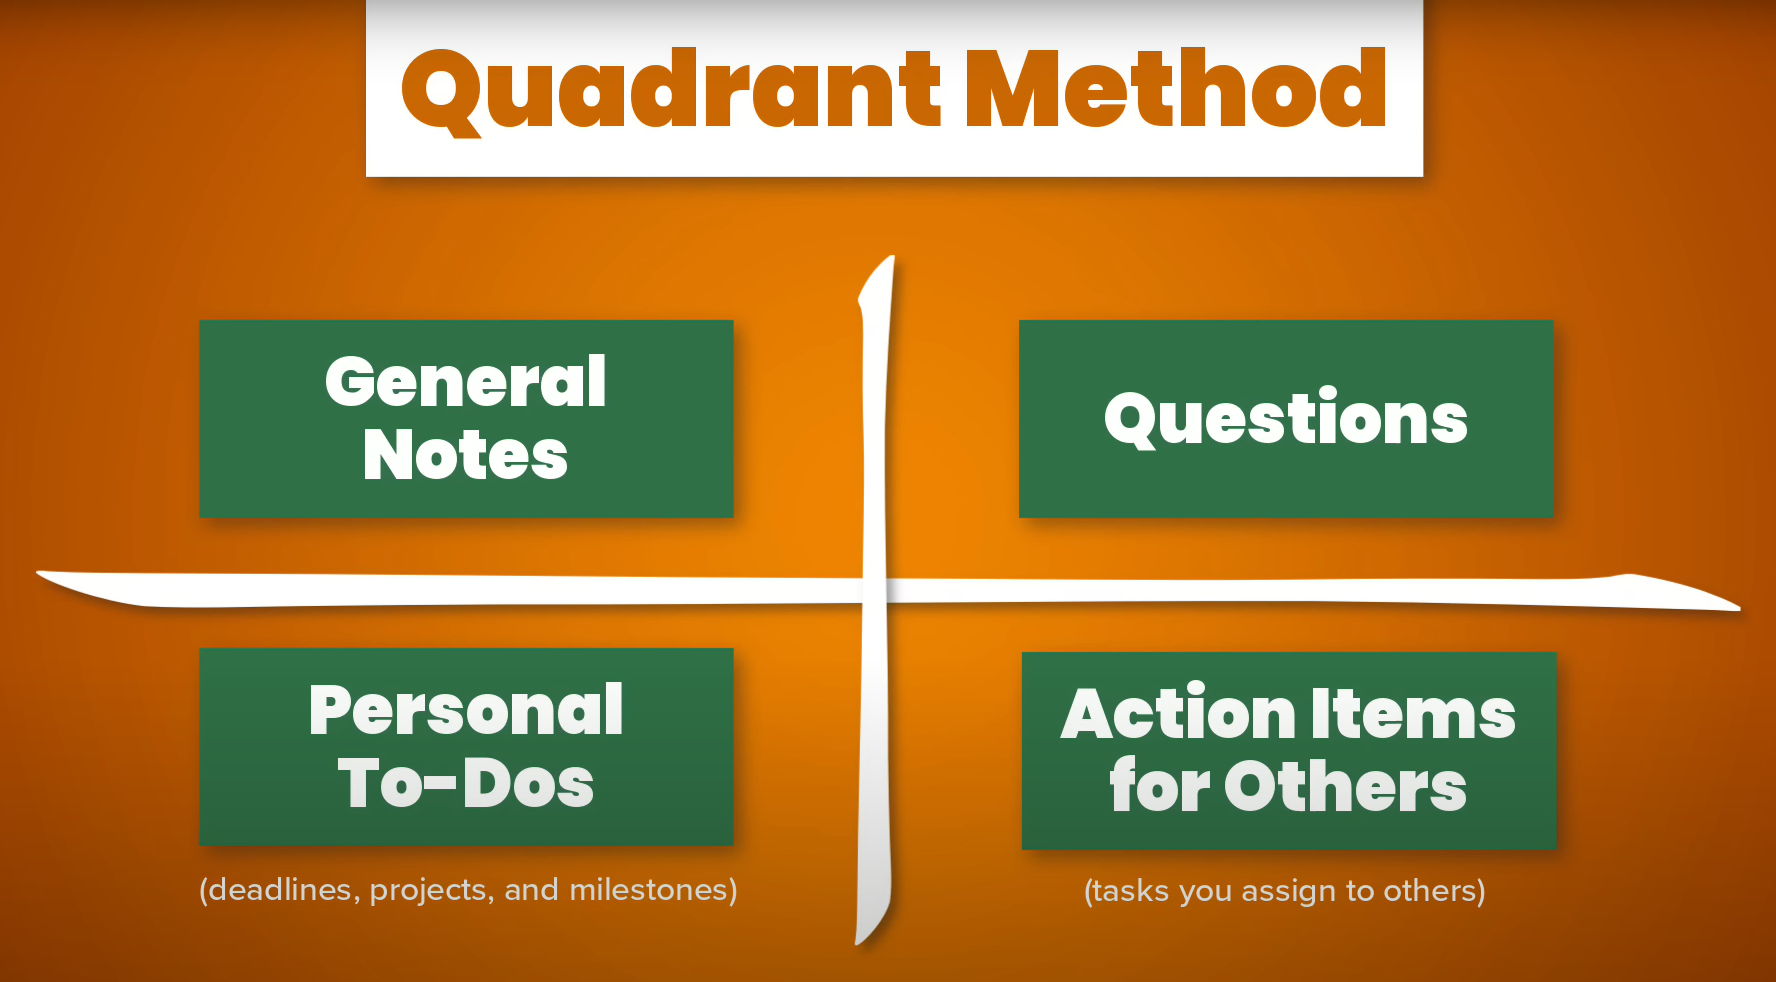 Quadrant Method
General
Notes
Questions
Personal
To-Dos
(deadlines, projects, and milestones)
Action Items
for Others
(tasks you assign to others)